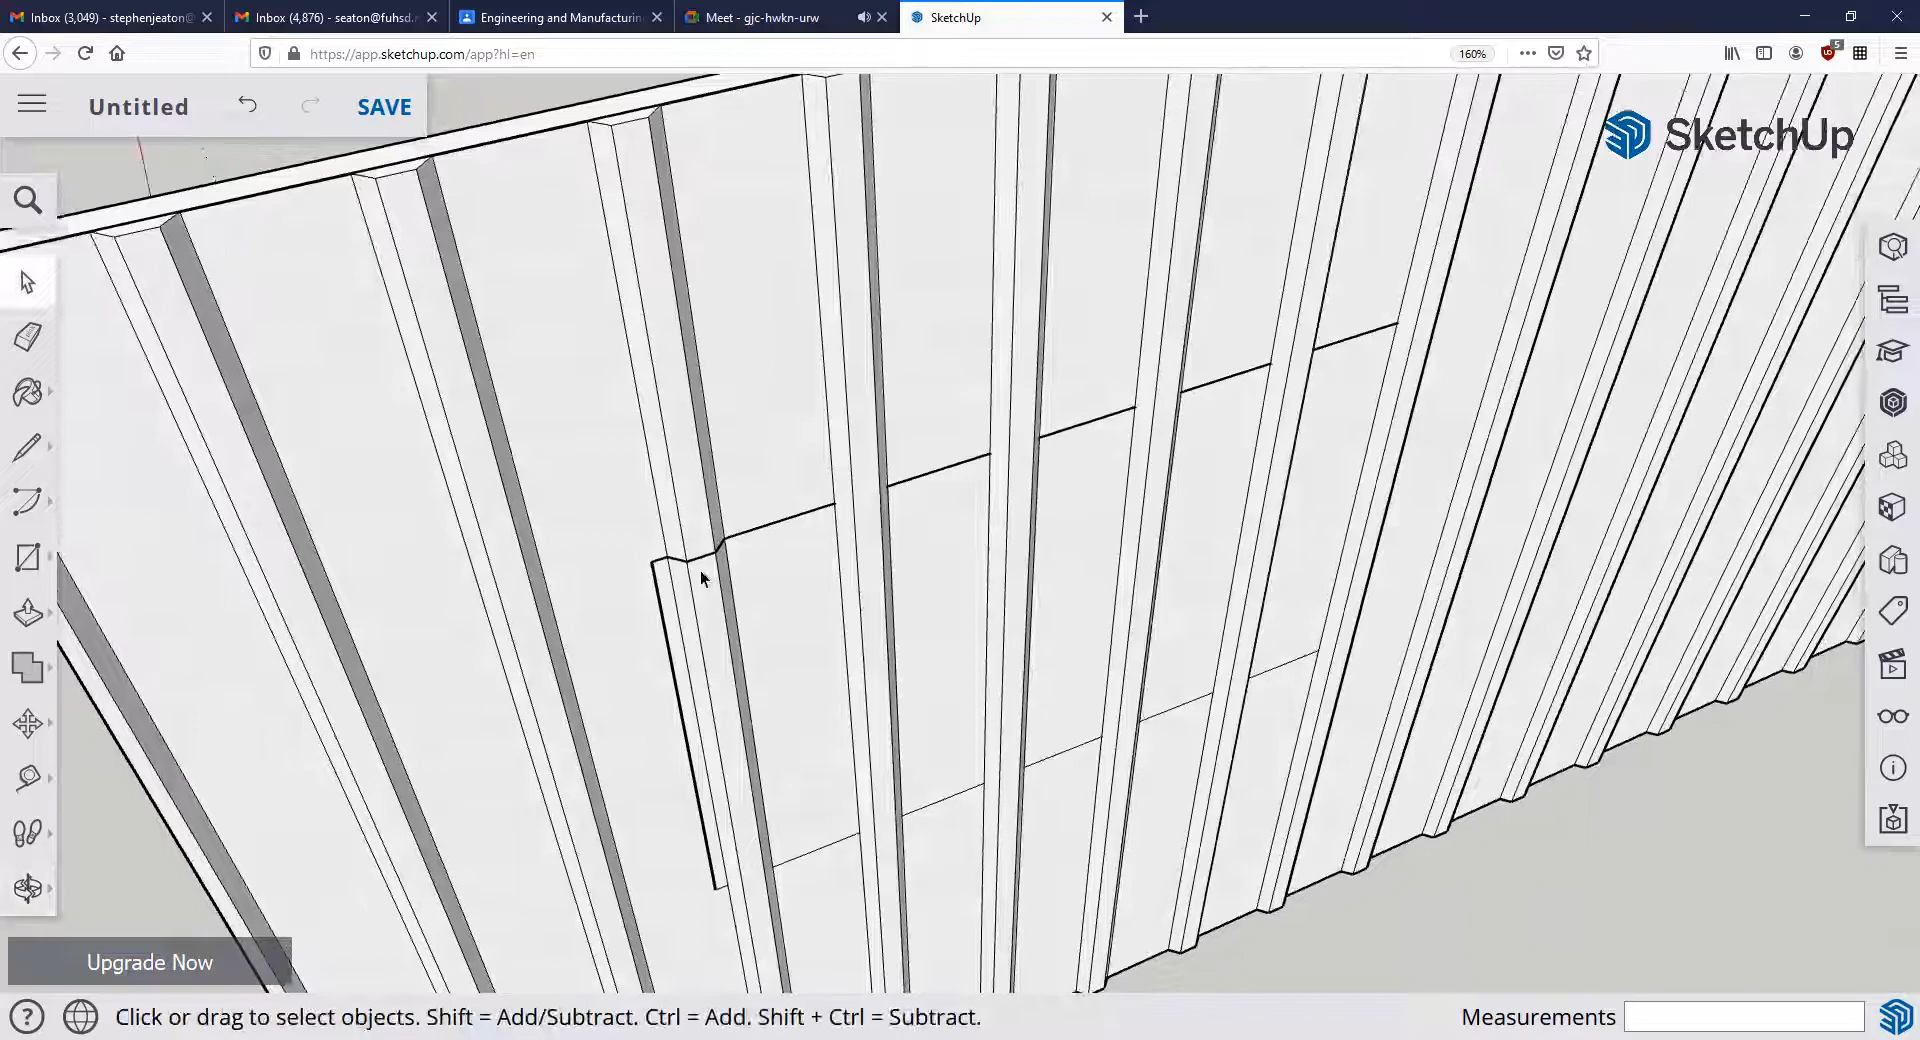 Inbox (3,049) - stephenjeaton@
Inbox (4,876) - seaton@fuhsd.
Engineering and Manufacturin
Meet - gjc-hwkn-urw
SketchUp
https://app.sketchup.com/app?hl=en
160%
5
Untitled
SAVE
SketchUp
Upgrade Now
Click or drag to select objects. Shift = Add/Subtract. Ctrl = Add. Shift + Ctrl = Subtract.
Measurements